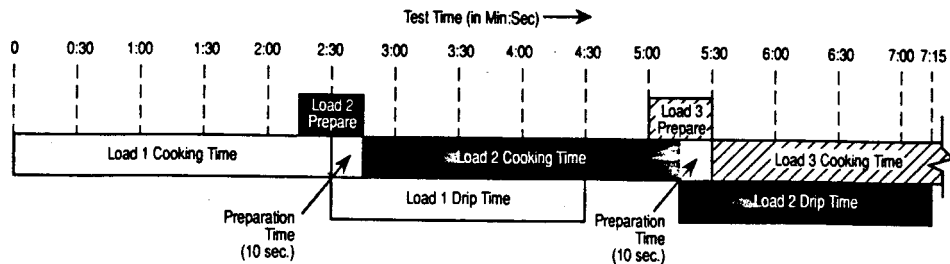 Test Time (in Min:Sec)
0 0:30 1:00 1:30 2:00 2:30 3:00 3:30 4:00 4:30 5:00 5:30 6:00 6:30 7:00 7:15
Load 2
Prepare
Load 3
Prepare
Load 1 Cooking Time
Load 2 Cooking Time
Load 3 Cooking Time
Load 1 Drip Time
Load 2 Drip Time
Preparation
Time
(10 sec.)
Preparation
Time
(10 sec.)